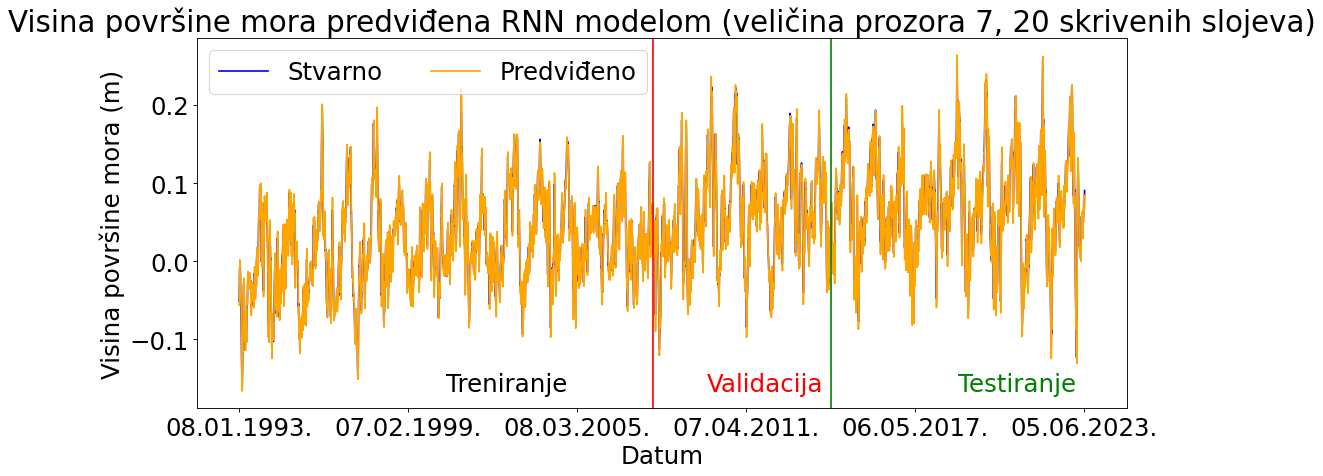 Visina površine mora predviđena RNN modelom (veličina prozora 7, 20 skrivenih slojeva)
Stvarno Predviđeno
Visina površine mora (m)
0.2
0.1
0.0
−0.1
Treniranje Validacija Testiranje
08.01.1993. 07.02.1999. 08.03.2005. 07.04.2011. 06.05.2017. 05.06.2023.
Datum